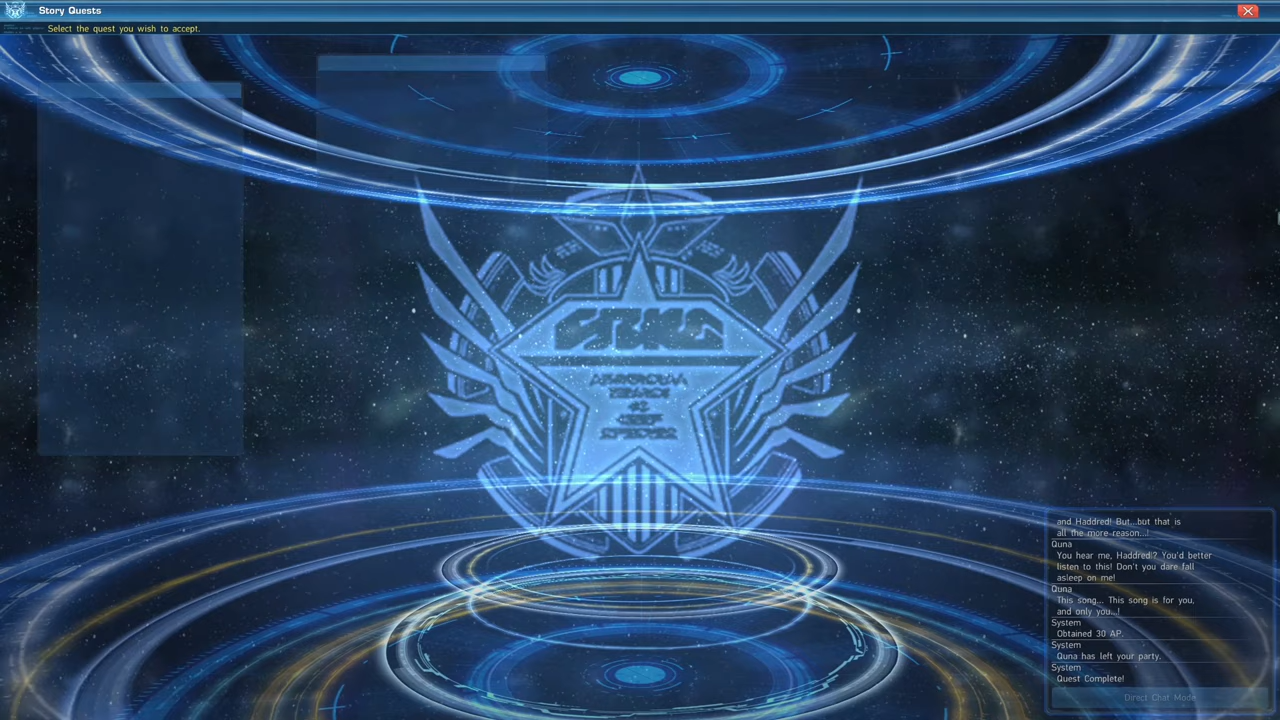 Story Quests
Select the quest you wish to accept.
and Haddred! But...but that is
all the more reason...!
Quna
You hear me, Haddred!? You'd better
listen to this! Don't you dare fall
asleep on me!
Quna
This song... This song is for you,
and only you...!
System
Obtained 30 AP.
System
Quna has left your party.
System
Quest Complete!
Direct Chat Mode